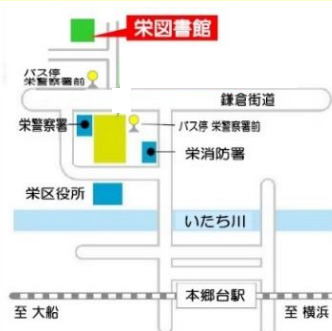 栄図書館
バス停
栄警察署前
鎌倉街道
栄警察署
バス停 栄警察署前
栄消防署
栄区役所
いたち川
本郷台駅
至 大船
至 横浜